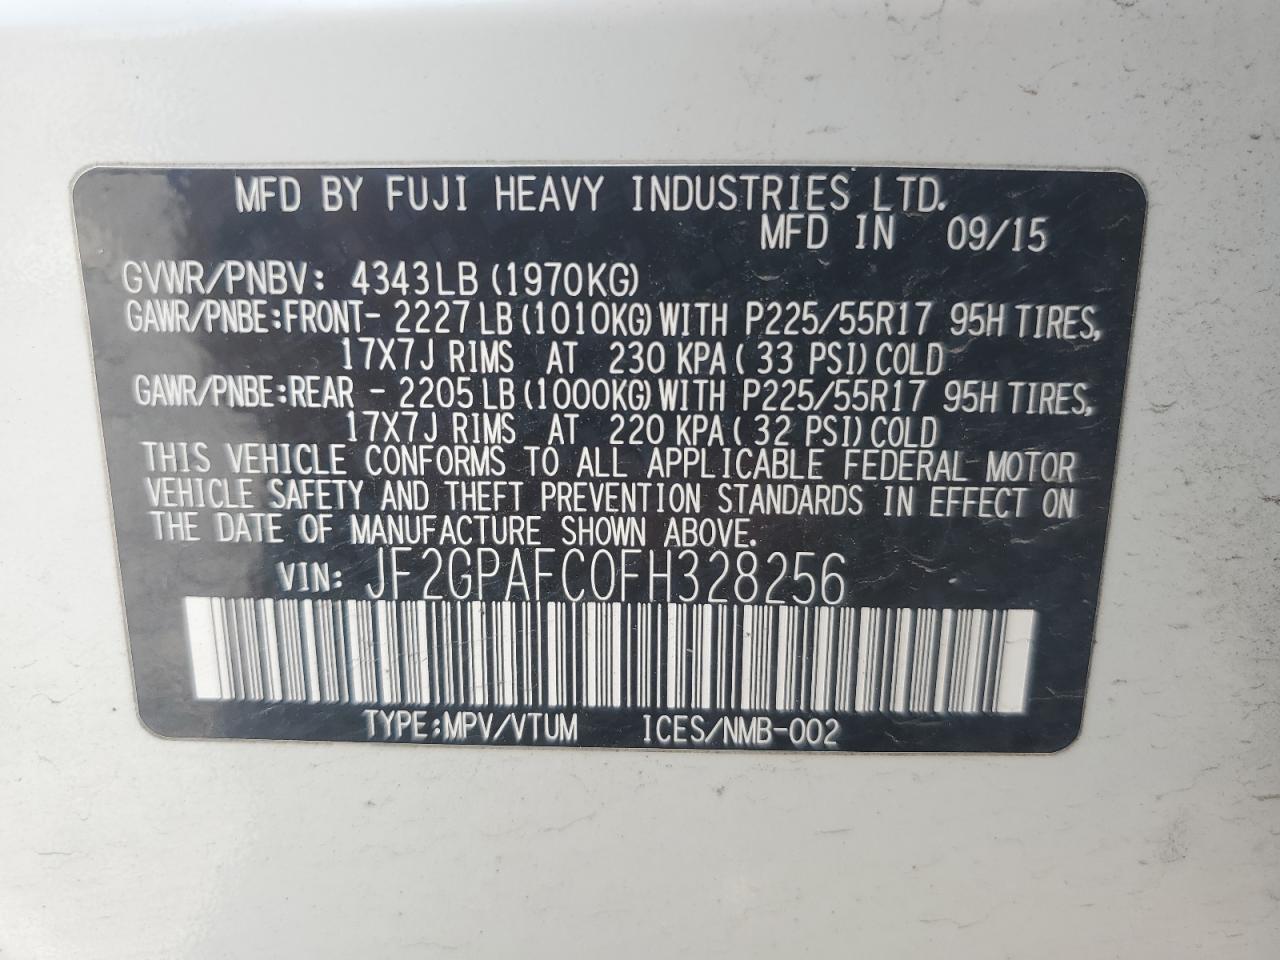 MFD BY FUJI HEAVY INDUSTRIES LTD.
MFD IN 09/15
GVWR/PNBV: 4343LB (1970KG)
GAWR/PNBE:FRONT- 2227LB(1010KG)WITH P225/55R17 95H TIRES,
17X7J RIMS AT 230 KPA( 33 PSI)COLD
GAWR/PNBE:REAR - 2205LB(1000KG)WITH P225/55R17 95H TIRES,
17X7J RIMS AT 220 KPA( 32 PSI)COLD
THIS VEHICLE CONFORMS TO ALL APPLICABLE FEDERAL MOTOR
VEHICLE SAFETY AND THEFT PREVENTION STANDARDS IN EFFECT ON
THE DATE OF MANUFACTURE SHOWN ABOVE.
VIN: JF2GPAFC0FH328256
TYPE:MPV/VTUM ICES/NMB-002